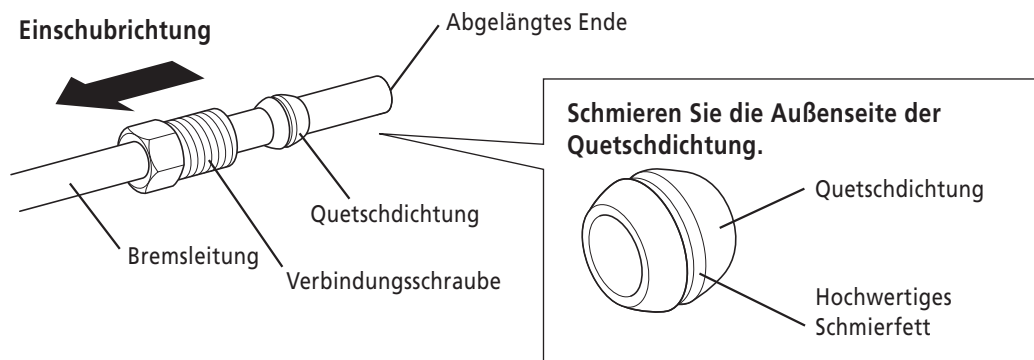 Einschubrichtung
Abgelängtes Ende
Quetschdichtung
Bremsleitung
Verbindungsschraube
Schmieren Sie die Außenseite der
Quetschdichtung.
Quetschdichtung
Hochwertiges
Schmierfett